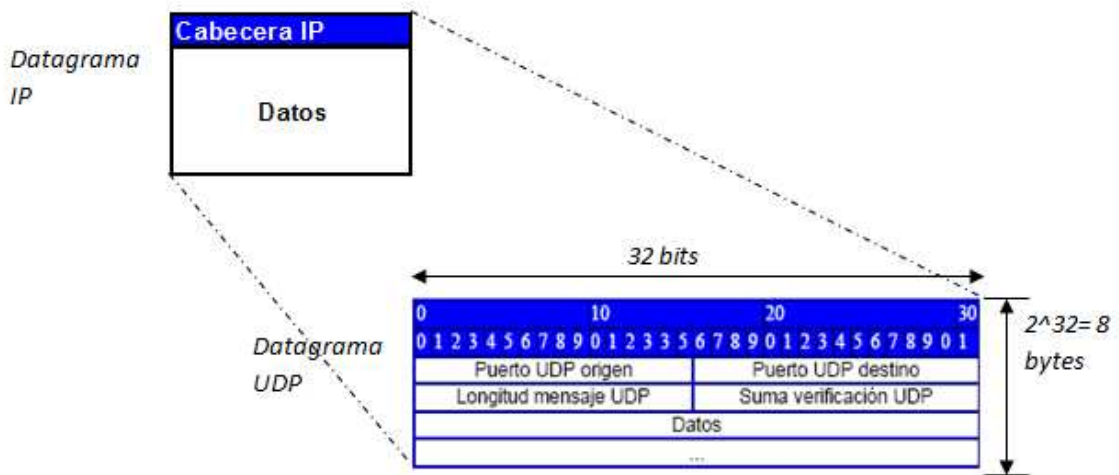 Cabecera IP
Datagrama
IP
Datos
32 bits
0 10 20 30
0 1 2 3 4 5 6 7 8 9 0 1 2 3 4 5 6 7 8 9 0 1 2 3 4 5 6 7 8 9 0 1
2^32= 8
bytes
Datagrama
UDP
Puerto UDP origen Puerto UDP destino
Longitud mensaje UDP Suma verificación UDP
Datos
...